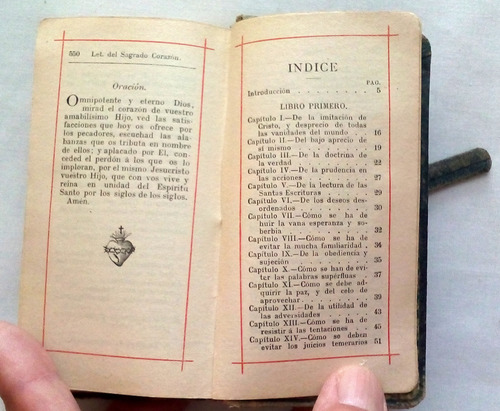 550 Let. del Sagrado Corazón.
Oración.
Omnipotente y eterno Dios,
mirad el corazón de vuestro
amabilísimo Hijo, ved las satis-
facciones que hoy os ofrece por
los pecadores, escuchad las ala-
banzas que os tributa en nombre
de ellos; y aplacado por El, con-
ceded el perdón á los que os lo
imploran, por el mismo Jesucristo
vuestro Hijo, que con vos vive y
reina en unidad del Espíritu
Santo por los siglos de los siglos.
Amén.
INDICE
PAG.
Introducción 5
LIBRO PRIMERO.
Capítulo I.—De la imitación de
Cristo, y desprecio de todas
las vanidades del mundo 16
Capítulo II.—Del bajo aprecio de
sí mismo 19
Capítulo III.—De la doctrina de
la verdad 22
Capítulo IV.—De la prudencia en
las acciones 27
Capítulo V.—De la lectura de las
Santas Escrituras 29
Capítulo VI.—De los deseos des-
ordenados 30
Capítulo VII.—Cómo se ha de
huir la vana esperanza y so-
berbia 32
Capítulo VIII.—Cómo se ha de
evitar la mucha familiaridad 34
Capítulo IX.—De la obediencia y
sujeción 35
Capítulo X.—Cómo se han de evi-
tar las palabras supérfluas 37
Capítulo XI.—Cómo se debe ad-
quirir la paz, y del celo de
aprovechar 39
Capítulo XII.—De la utilidad de
las adversidades 43
Capítulo XIII.—Cómo se ha de
resistir á las tentaciones 45
Capítulo XIV.—Cómo se deben
evitar los juicios temerarios 51